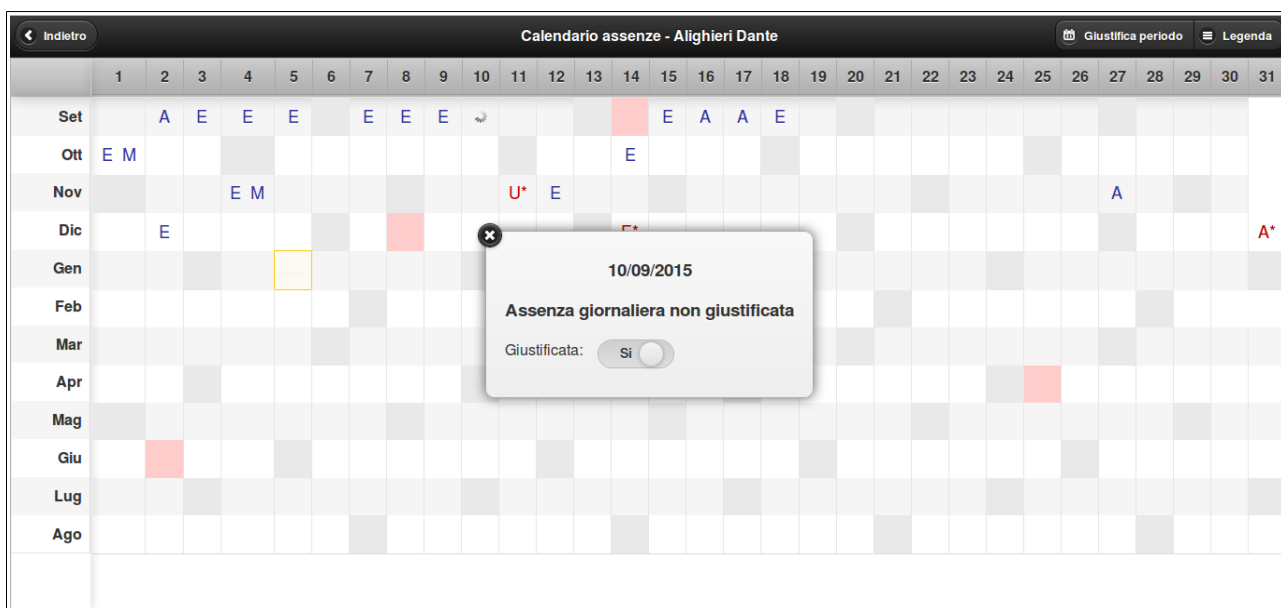 Indietro Calendario assenze - Alighieri Dante Giustifica periodo Legenda
1 2 3 4 5 6 7 8 9 10 11 12 13 14 15 16 17 18 19 20 21 22 23 24 25 26 27 28 29 30 31
Set A E E E E E E E A A E
Ott E M E
Nov E M U* E A
Dic E E* A*
Gen
Feb
Mar
Apr
Mag
Giu
Lug
Ago
10/09/2015
Assenza giornaliera non giustificata
Giustificata: Si